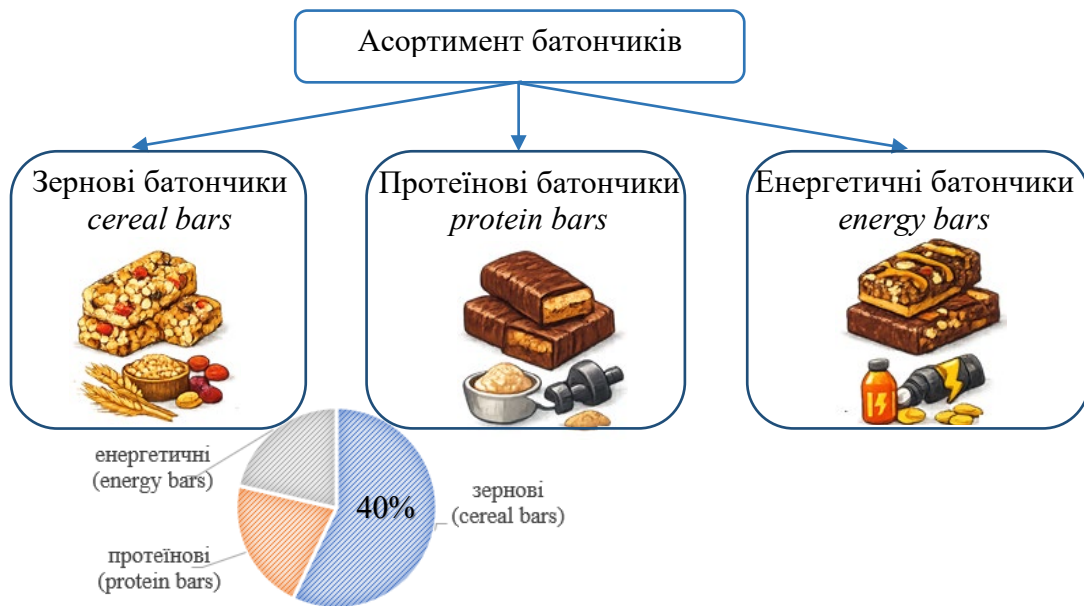 Асортимент батончиків
Зернові батончики
cereal bars
Протеїнові батончики
protein bars
Енергетичні батончики
energy bars
енергетичні
(energy bars)
40%
зернові
(cereal bars)
протеїнові
(protein bars)